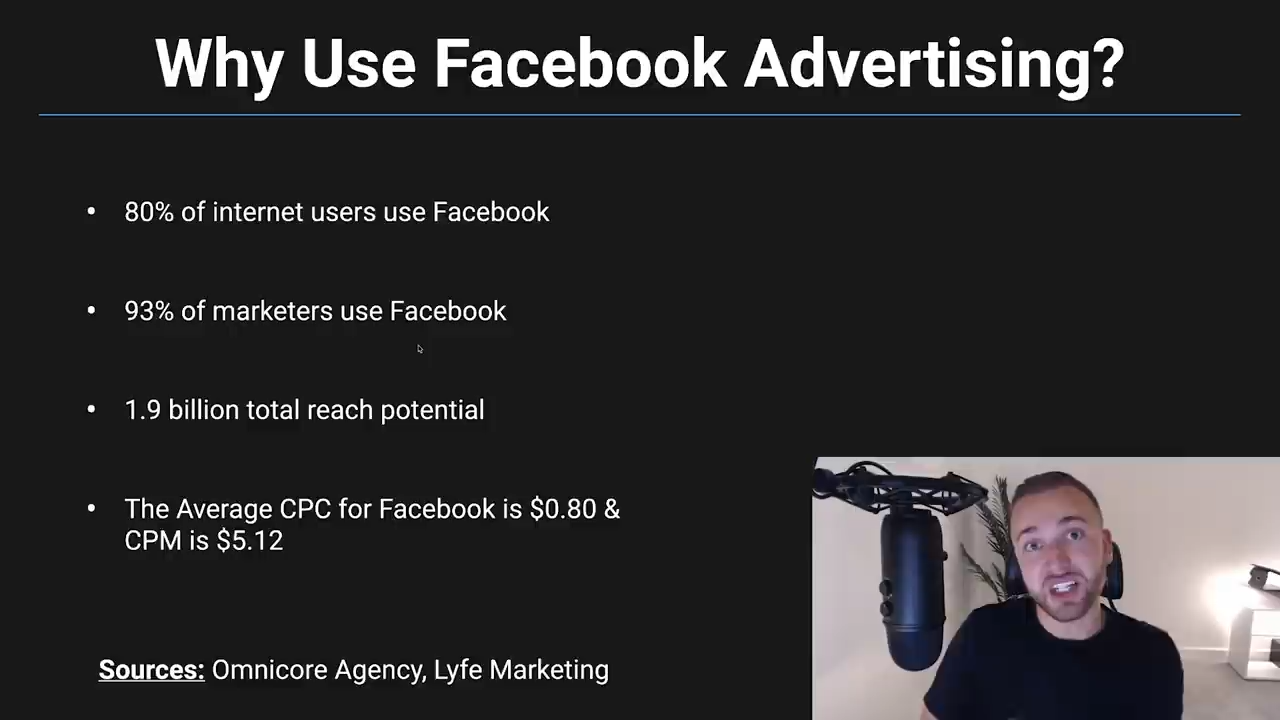 Why Use Facebook Advertising?
• 80% of internet users use Facebook
• 93% of marketers use Facebook
• 1.9 billion total reach potential
• The Average CPC for Facebook is $0.80 &
CPM is $5.12
Sources: Omnicore Agency, Lyfe Marketing